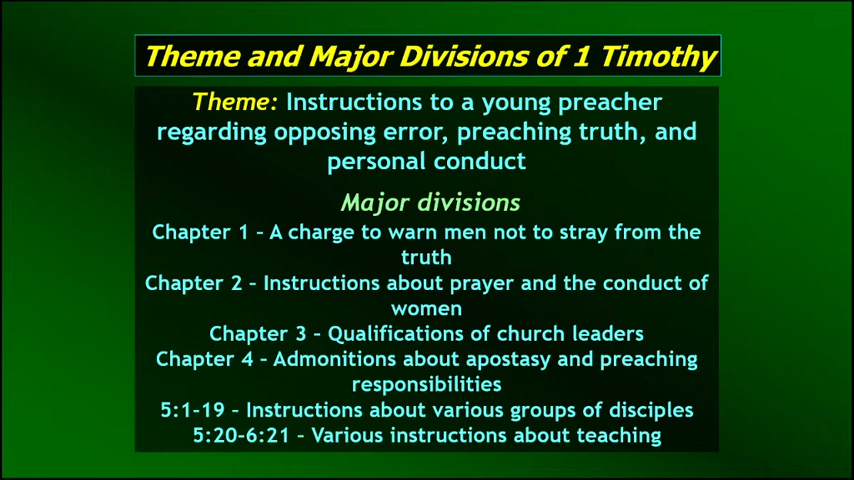 Theme and Major Divisions of 1 Timothy
Theme: Instructions to a young preacher
regarding opposing error, preaching truth, and
personal conduct
Major divisions
Chapter 1 – A charge to warn men not to stray from the
truth
Chapter 2 – Instructions about prayer and the conduct of
women
Chapter 3 – Qualifications of church leaders
Chapter 4 – Admonitions about apostasy and preaching
responsibilities
5:1-19 – Instructions about various groups of disciples
5:20-6:21 – Various instructions about teaching